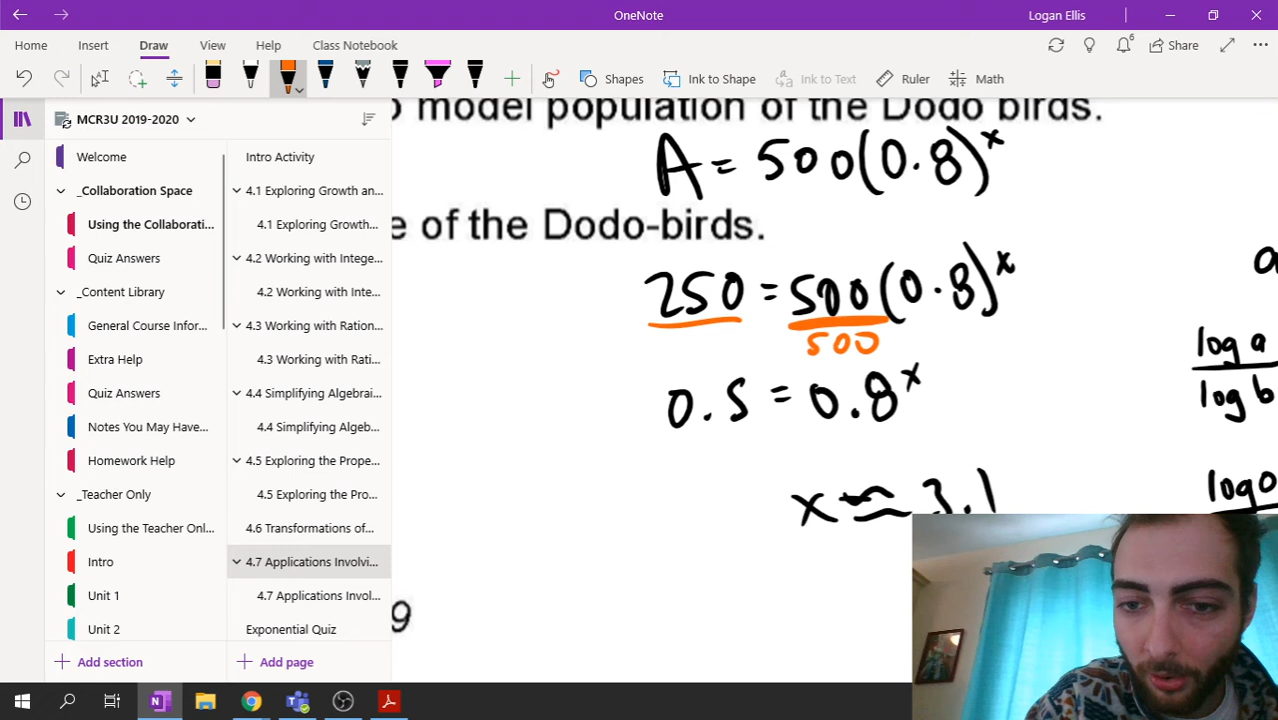 OneNote
Logan Ellis
Home Insert Draw View Help Class Notebook
6 Share
Shapes Ink to Shape Ink to Text Ruler Math
MCR3U 2019-2020
Welcome
_Collaboration Space
Using the Collaborati...
Quiz Answers
_Content Library
General Course Infor...
Extra Help
Quiz Answers
Notes You May Have...
Homework Help
_Teacher Only
Using the Teacher Onl...
Intro
Unit 1
Unit 2
Add section
Intro Activity
4.1 Exploring Growth an...
4.1 Exploring Growth...
4.2 Working with Intege...
4.2 Working with Inte...
4.3 Working with Ration...
4.3 Working with Rati...
4.4 Simplifying Algebrai...
4.4 Simplifying Algeb...
4.5 Exploring the Prope...
4.5 Exploring the Pro...
4.6 Transformations of...
4.7 Applications Involvi...
4.7 Applications Invol...
Exponential Quiz
Add page
o model population of the Dodo birds.
A = 500(0.8)^x
e of the Dodo-birds.
250 = 500(0.8)^x
500
0.5 = 0.8^x
x ≈ 3.1
9
a
log a
log b
log 0